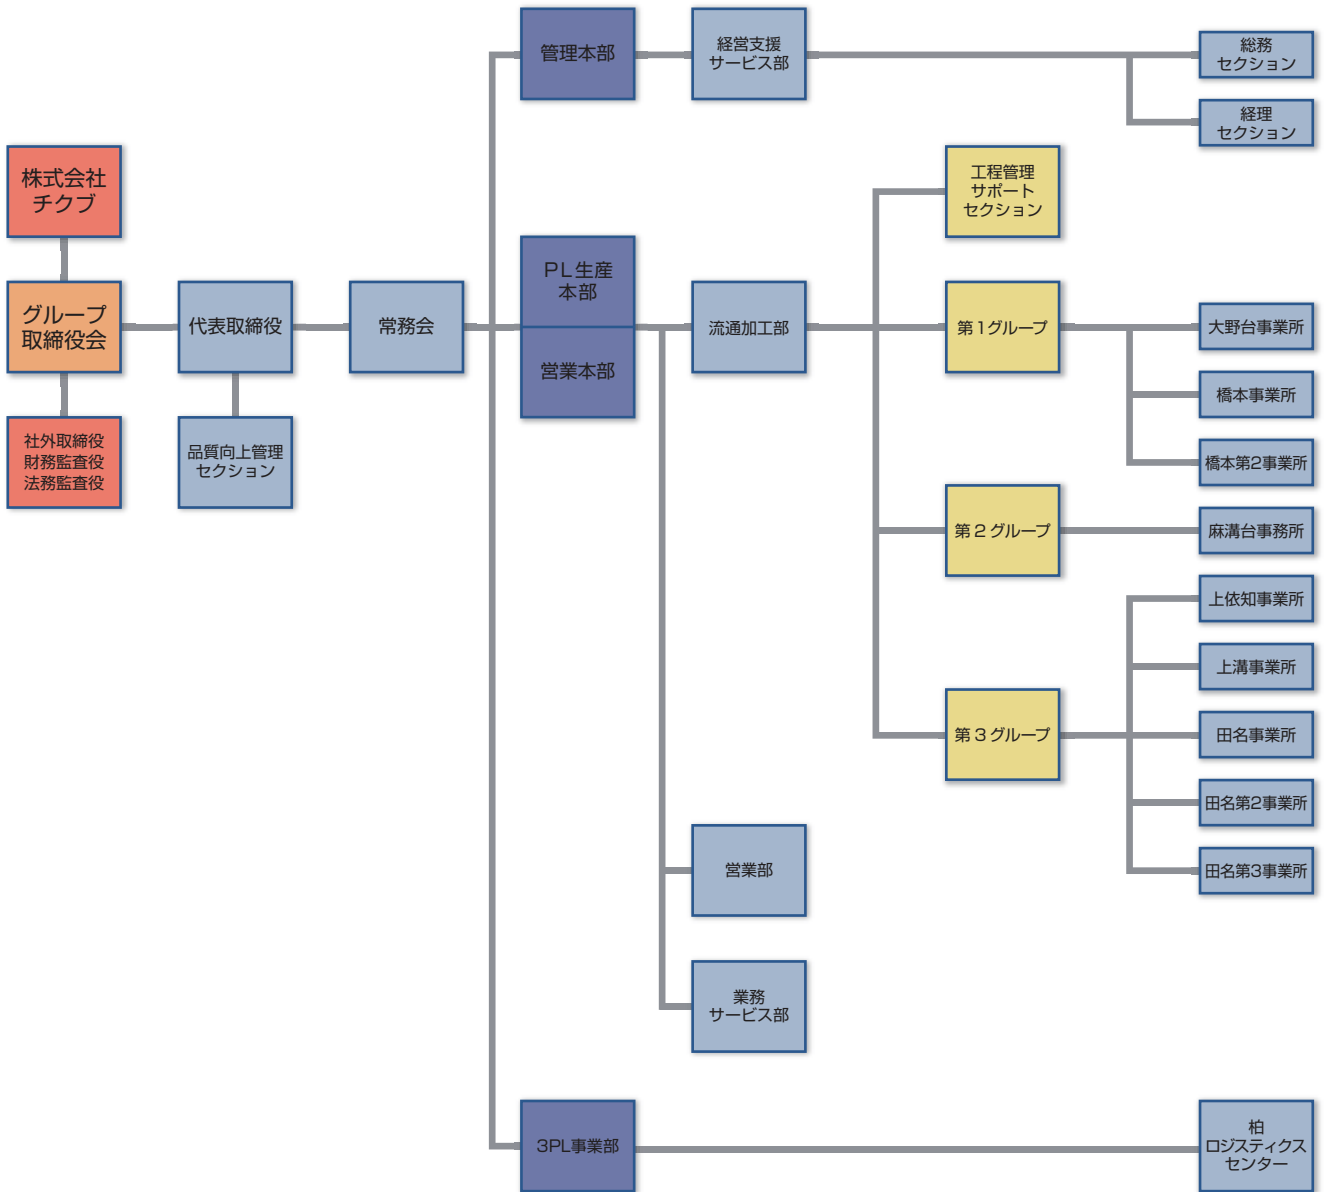 管理本部
経営支援
サービス部
総務
セクション
経理
セクション
株式会社
チクブ
工程管理
サポート
セクション
PL生産
本部
グループ
取締役会
代表取締役
常務会
流通加工部
第1グループ
大野台事業所
営業本部
橋本事業所
社外取締役
財務監査役
法務監査役
品質向上管理
セクション
橋本第2事業所
第2グループ
麻溝台事務所
上依知事業所
上溝事業所
第3グループ
田名事業所
田名第2事業所
営業部
田名第3事業所
業務
サービス部
3PL事業部
柏
ロジスティクス
センター